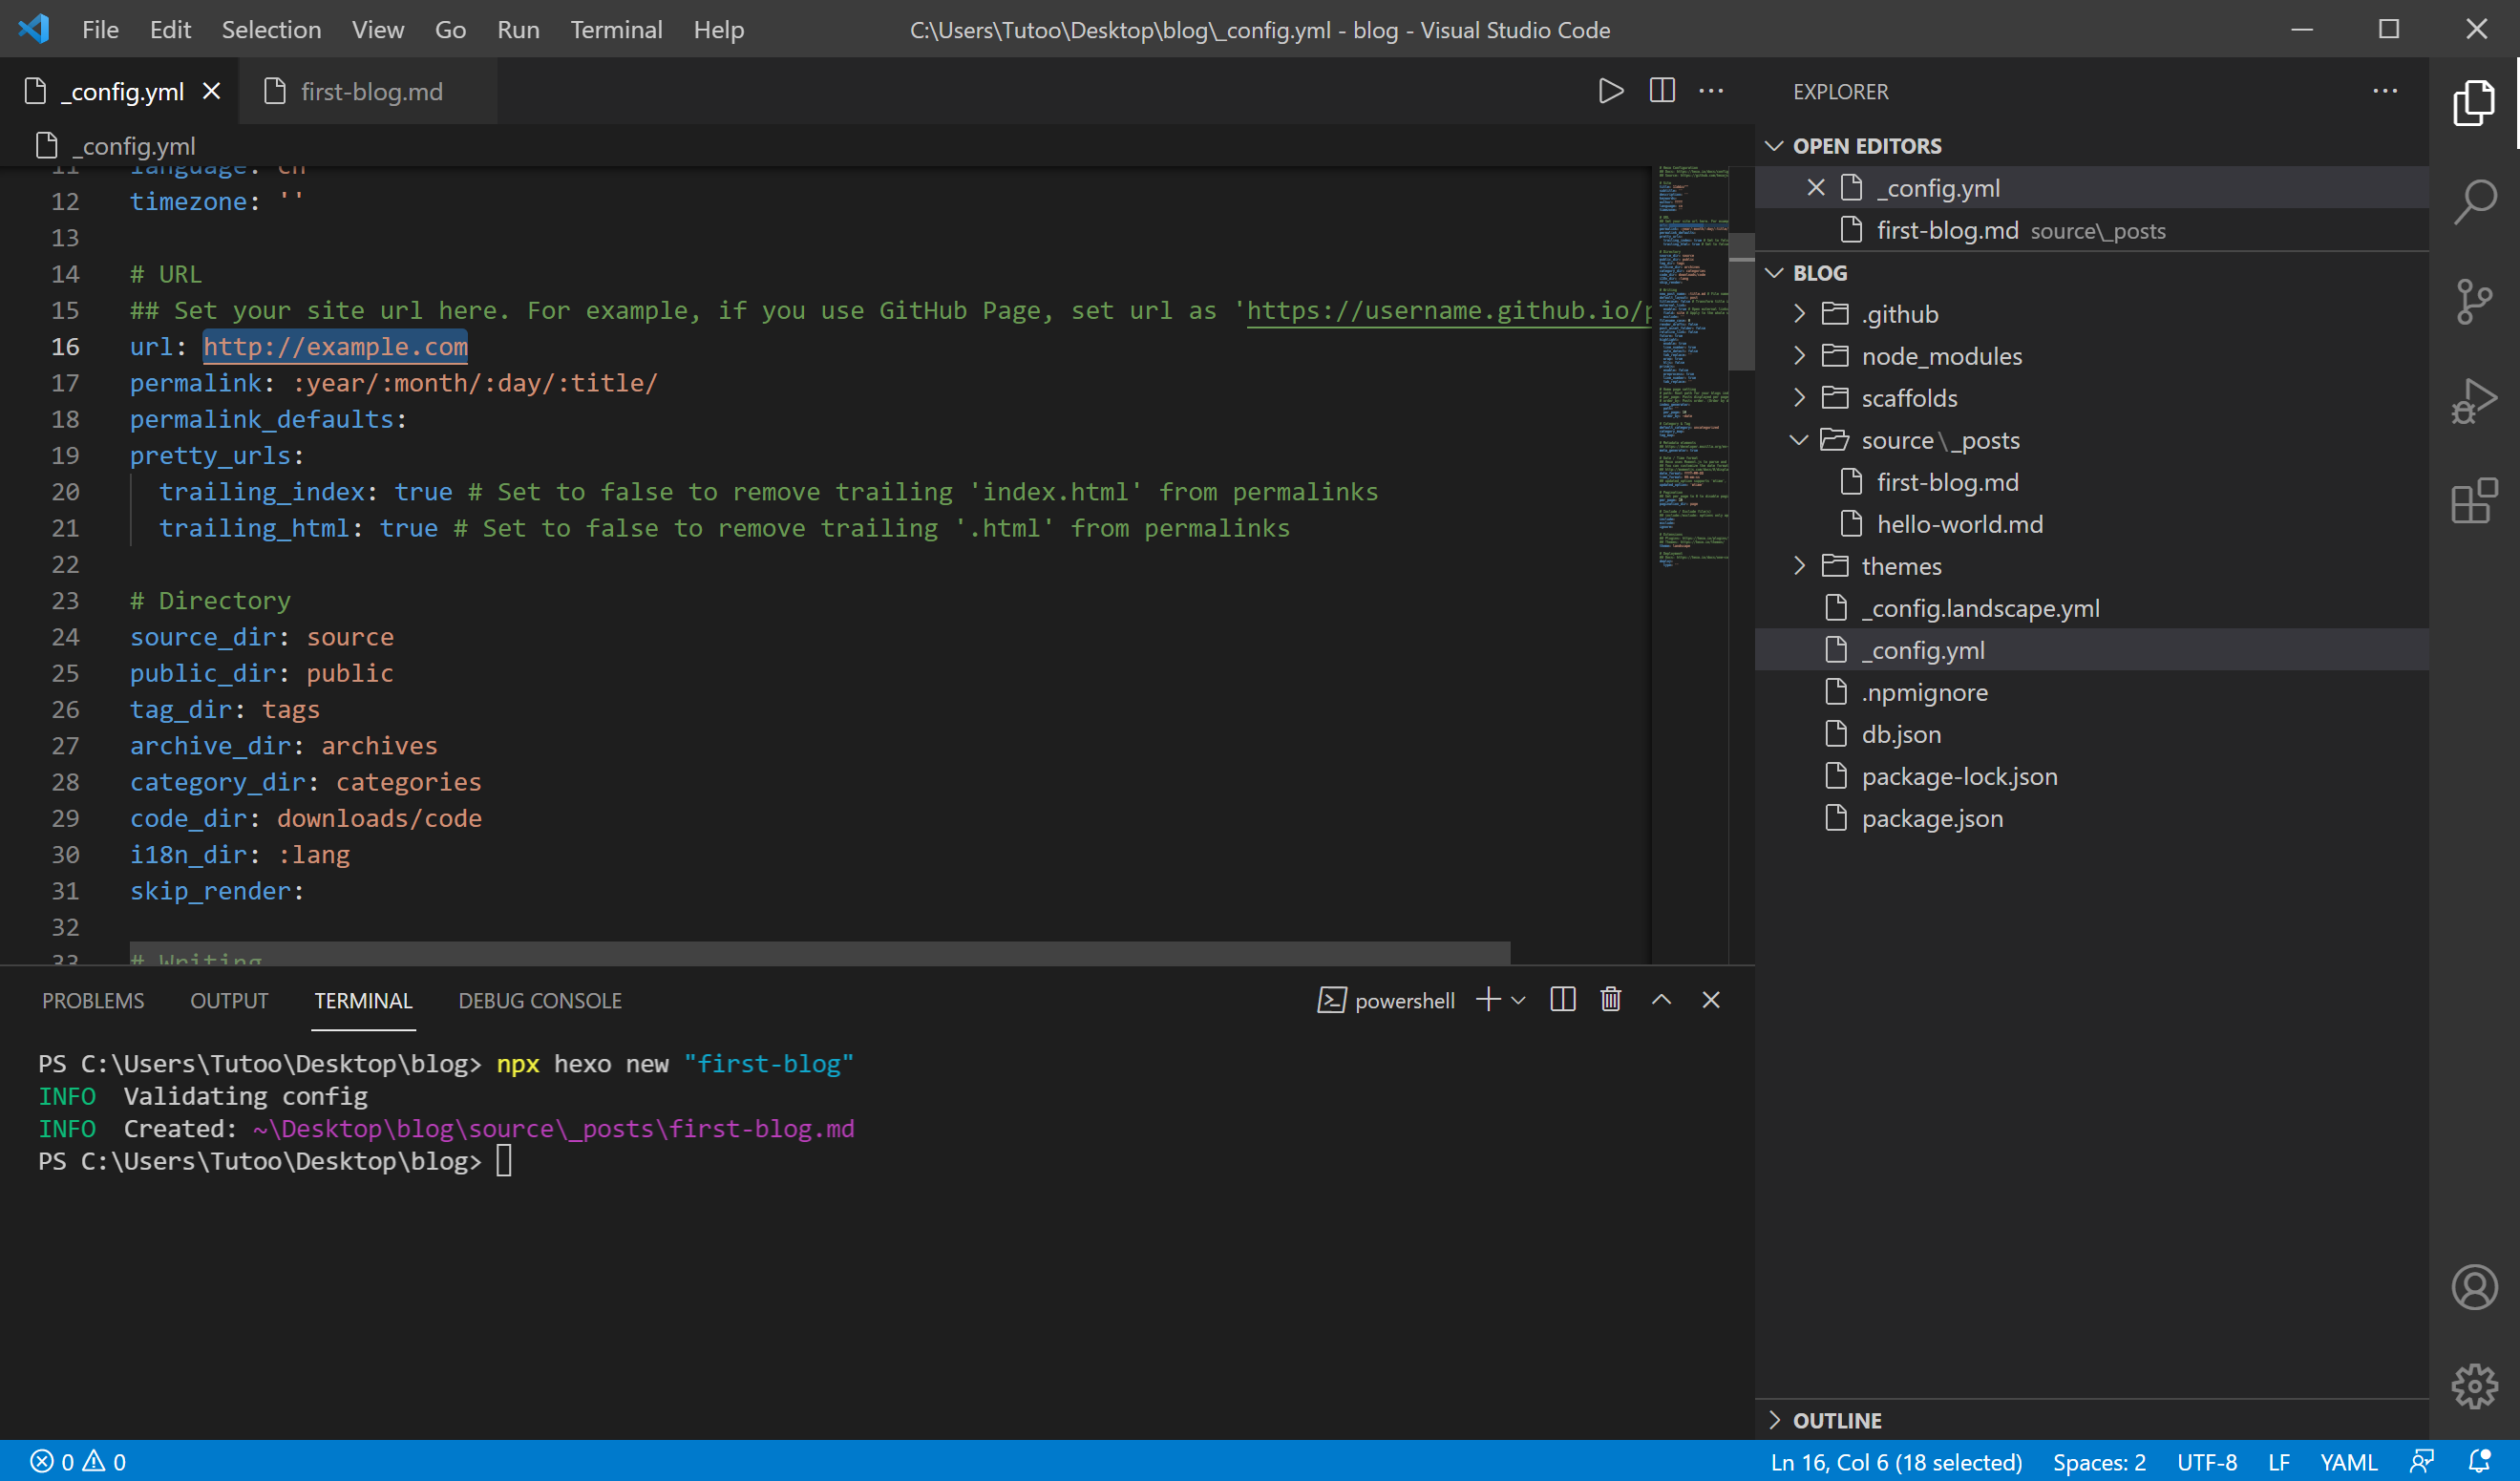 File Edit Selection View Go Run Terminal Help
C:\Users\Tutoo\Desktop\blog\_config.yml - blog - Visual Studio Code
_config.yml
first-blog.md
_config.yml
11 language: cn
12 timezone: ''
13
14 # URL
15 ## Set your site url here. For example, if you use GitHub Page, set url as 'https://username.github.io/p
16 url: http://example.com
17 permalink: :year/:month/:day/:title/
18 permalink_defaults:
19 pretty_urls:
20 trailing_index: true # Set to false to remove trailing 'index.html' from permalinks
21 trailing_html: true # Set to false to remove trailing '.html' from permalinks
22
23 # Directory
24 source_dir: source
25 public_dir: public
26 tag_dir: tags
27 archive_dir: archives
28 category_dir: categories
29 code_dir: downloads/code
30 i18n_dir: :lang
31 skip_render:
32
33 # Writing
PROBLEMS OUTPUT TERMINAL DEBUG CONSOLE
powershell
PS C:\Users\Tutoo\Desktop\blog> npx hexo new "first-blog"
INFO Validating config
INFO Created: ~\Desktop\blog\source\_posts\first-blog.md
PS C:\Users\Tutoo\Desktop\blog>
EXPLORER
OPEN EDITORS
_config.yml
first-blog.md source\_posts
BLOG
.github
node_modules
scaffolds
source\_posts
first-blog.md
hello-world.md
themes
_config.landscape.yml
_config.yml
.npmignore
db.json
package-lock.json
package.json
OUTLINE
0 0
Ln 16, Col 6 (18 selected) Spaces: 2 UTF-8 LF YAML